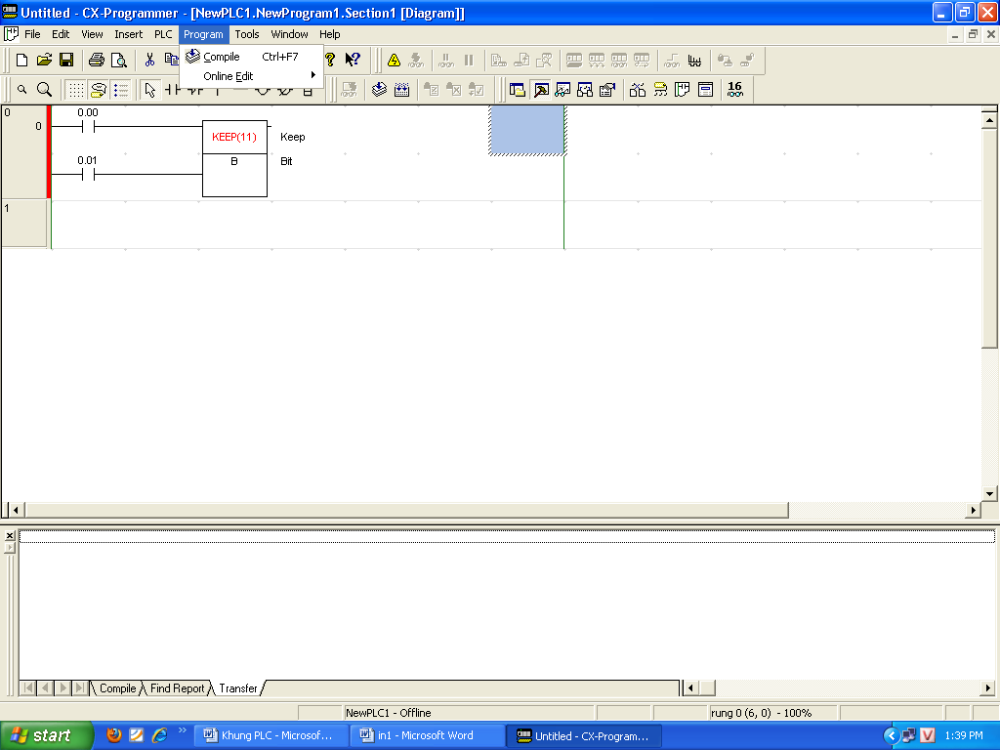 Untitled - CX-Programmer - [NewPLC1.NewProgram1.Section1 [Diagram]]
File Edit View Insert PLC Program Tools Window Help
Compile Ctrl+F7
Online Edit
16
0
0
0.00
KEEP(11)
Keep
0.01
B
Bit
1
Compile Find Report Transfer
NewPLC1 - Offline
rung 0 (6, 0) - 100%
start
Khung PLC - Microsof...
in1 - Microsoft Word
Untitled - CX-Program...
V
1:39 PM